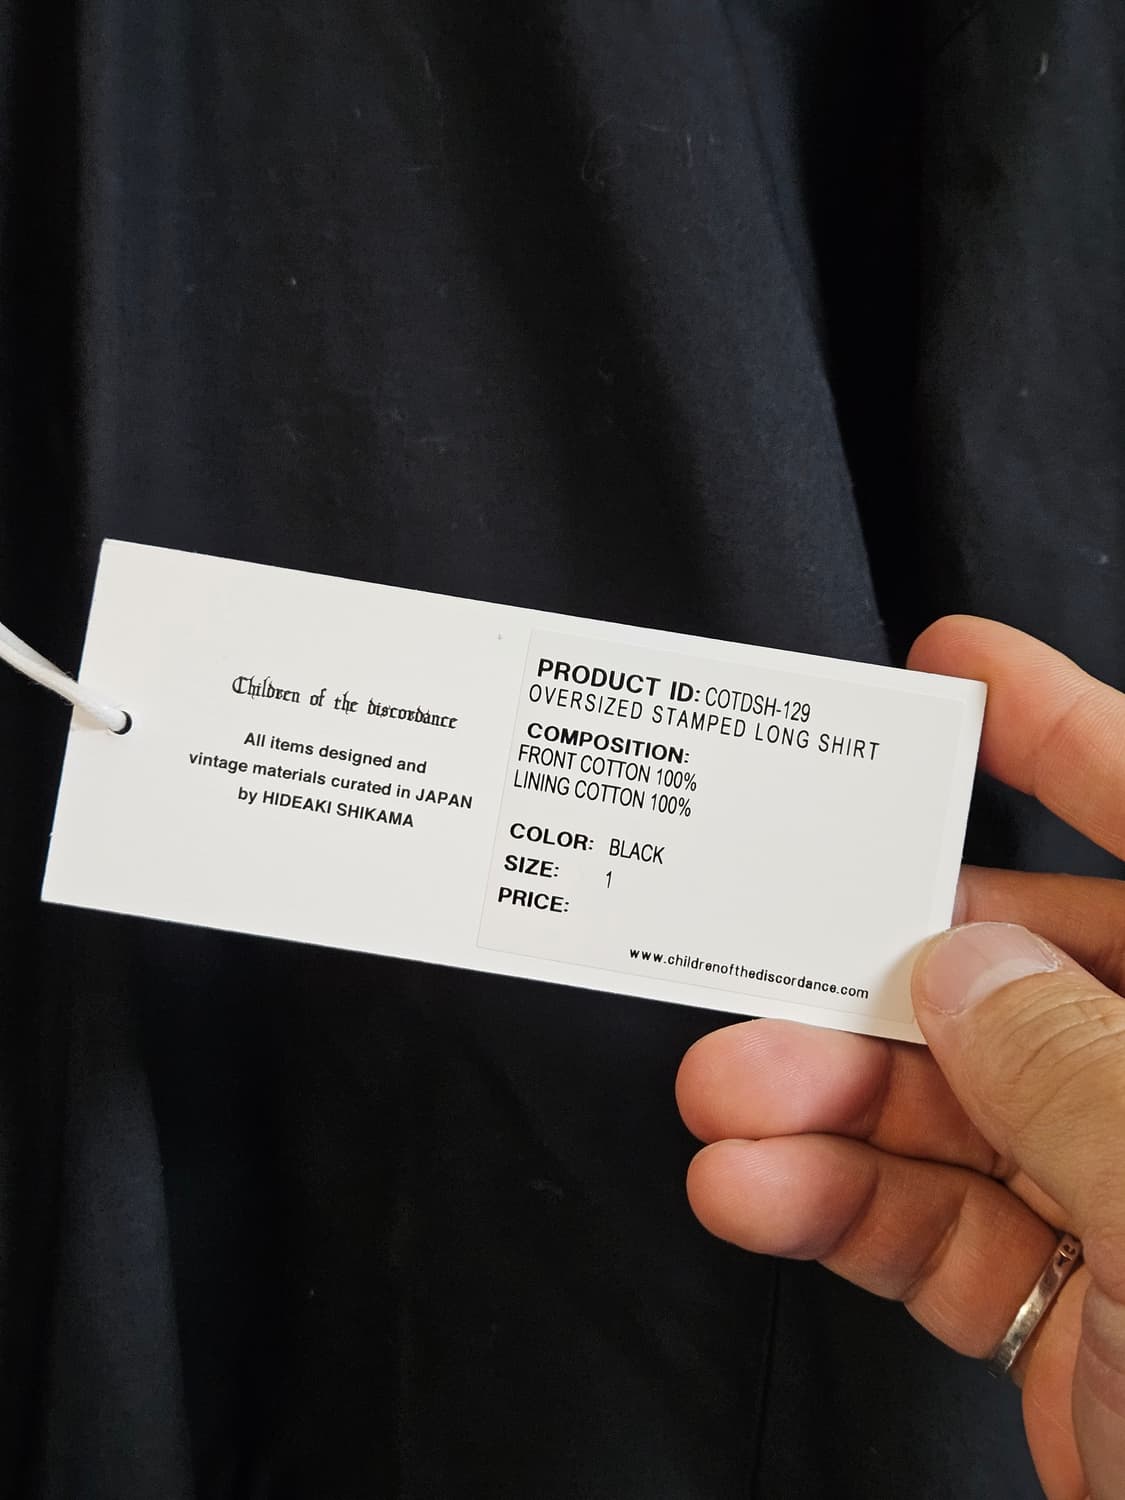 Children of the discordance
All items designed and
vintage materials curated in JAPAN
by HIDEAKI SHIKAMA
PRODUCT ID: COTDSH-129
OVERSIZED STAMPED LONG SHIRT
COMPOSITION:
FRONT COTTON 100%
LINING COTTON 100%
COLOR: BLACK
SIZE: 1
PRICE:
www.childrenofthediscordance.com